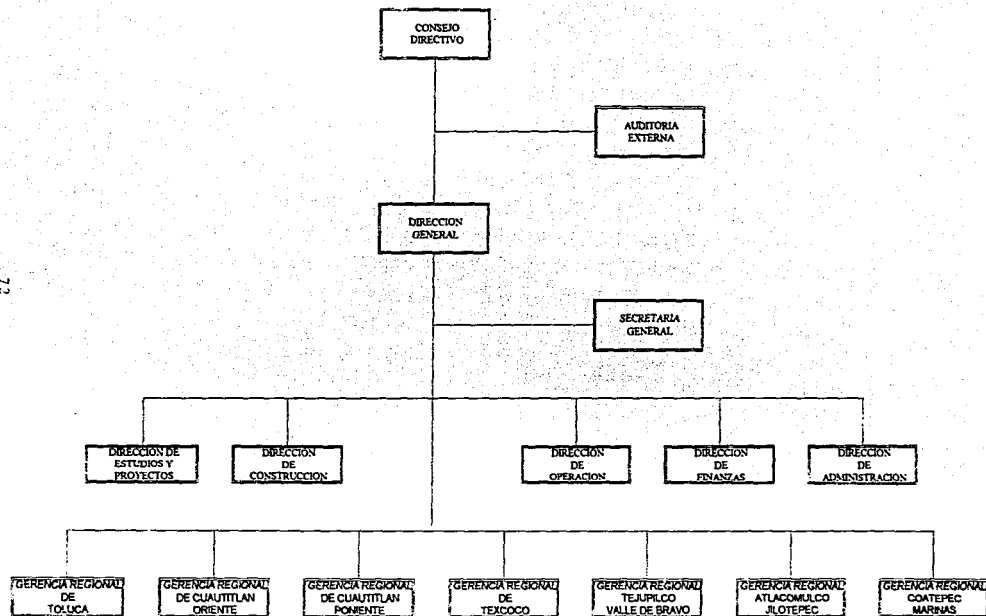 CONSEJO
DIRECTIVO
AUDITORIA
EXTERNA
DIRECCION
GENERAL
73
SECRETARIA
GENERAL
DIRECCION DE
ESTUDIOS Y
PROYECTOS
DIRECCION
DE
CONSTRUCCION
DIRECCION
DE
OPERACION
DIRECCION
DE
FINANZAS
DIRECCION
DE
ADMINISTRACION
GERENCIA REGIONAL
DE
TOLUCA
GERENCIA REGIONAL
DE CUAUTITLAN
ORIENTE
GERENCIA REGIONAL
DE CUAUTITLAN
PONIENTE
GERENCIA REGIONAL
DE
TEXCOCO
GERENCIA REGIONAL
TEJUPILCO
VALLE DE BRAVO
GERENCIA REGIONAL
ATLACOMULCO
JILOTEPEC
GERENCIA REGIONAL
COATEPEC
MARINAS